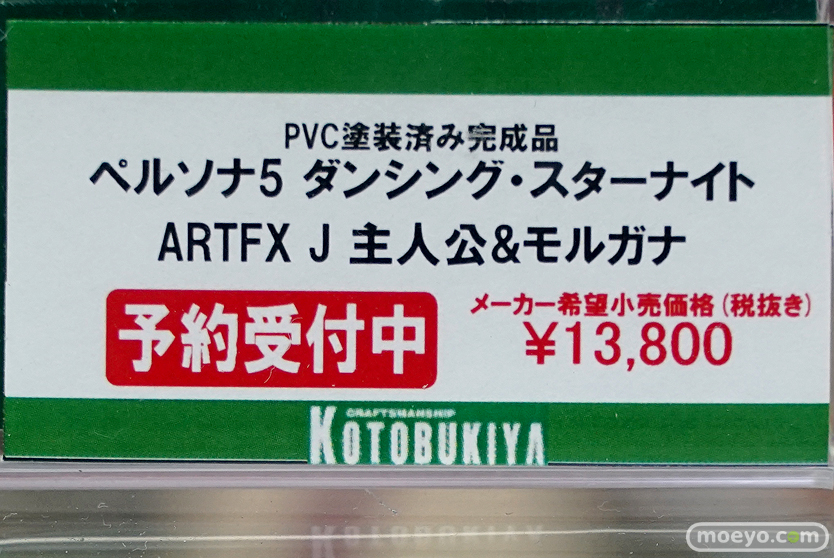 PVC塗装済み完成品
ペルソナ5 ダンシング・スターナイト
ARTFX J 主人公&モルガナ
予約受付中
メーカー希望小売価格(税抜き)
¥13,800
CRAFTSMANSHIP
KOTOBUKIYA
KOTOBUKIYA
moeyo.com